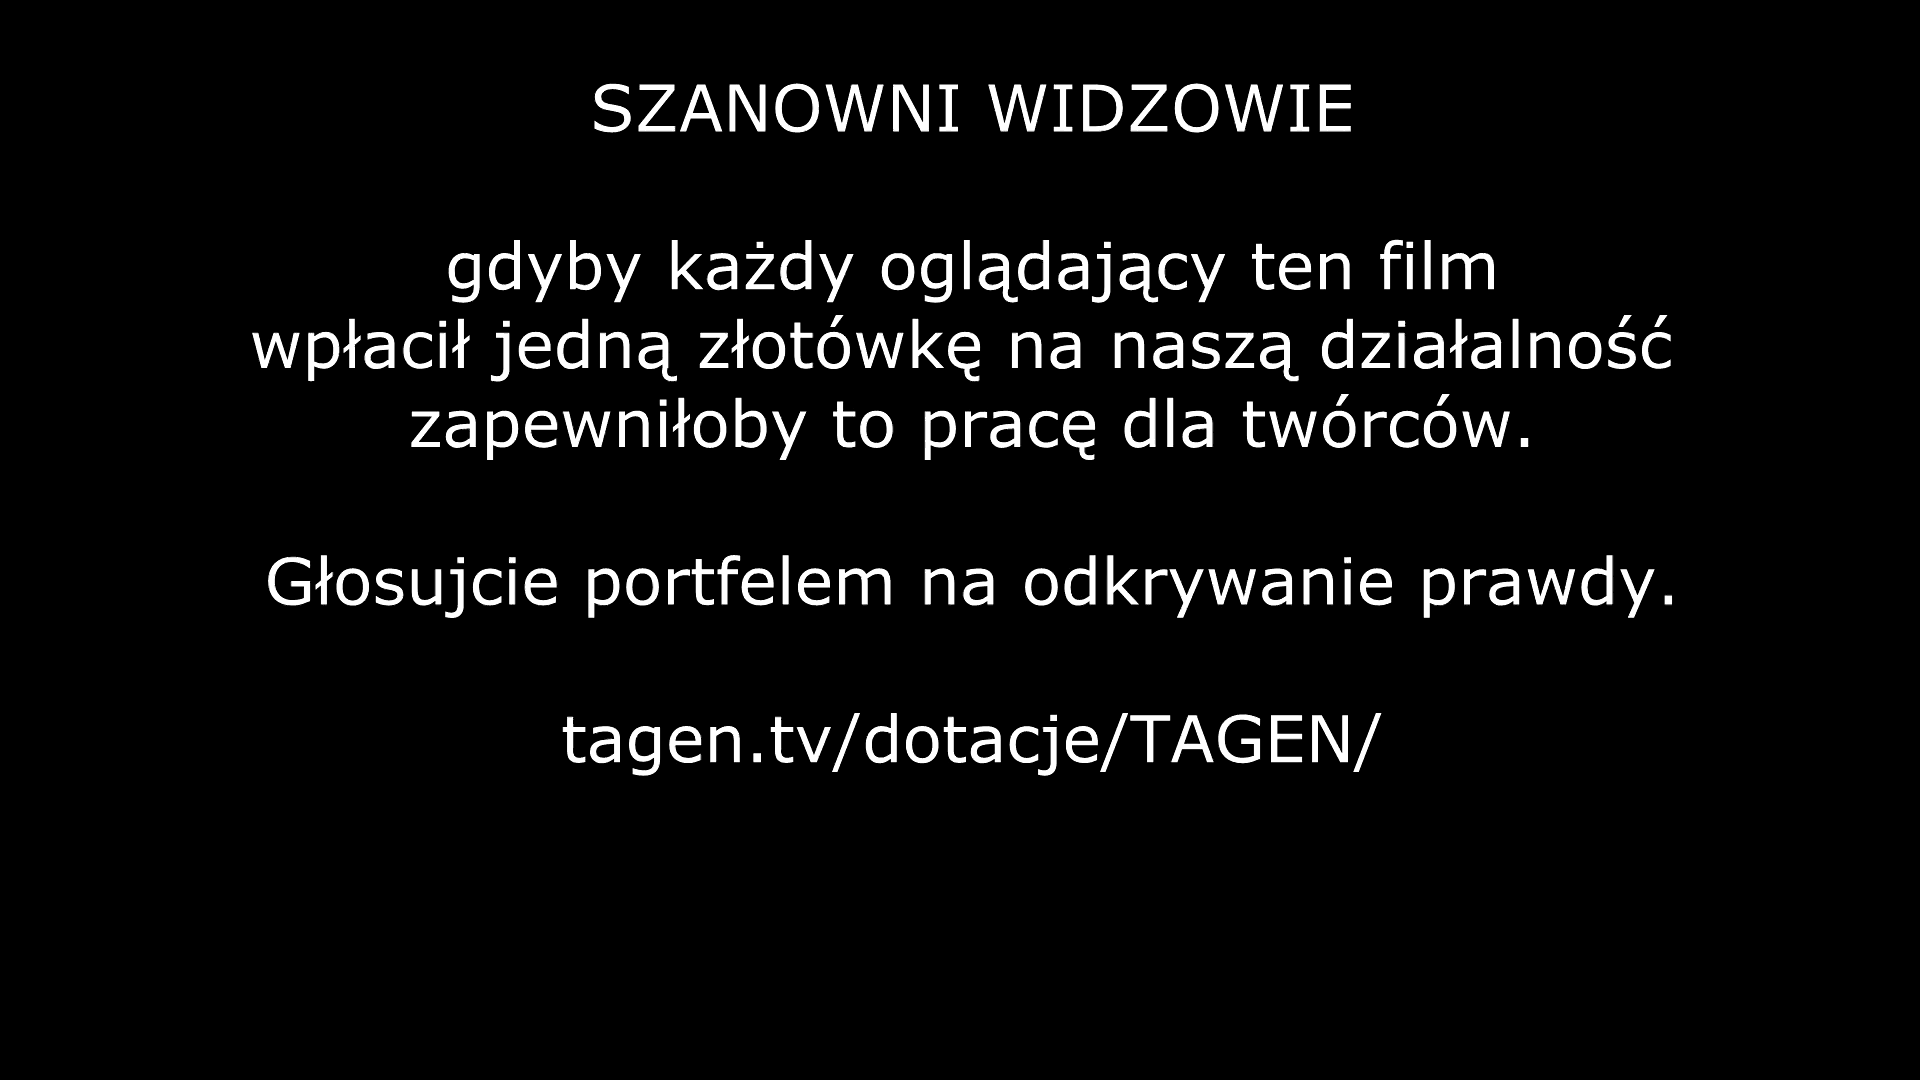 SZANOWNI WIDZOWIE
gdyby każdy oglądający ten film
wpłacił jedną złotówkę na naszą działalność
zapewniłoby to pracę dla twórców.
Głosujcie portfelem na odkrywanie prawdy.
tagen.tv/dotacje/TAGEN/